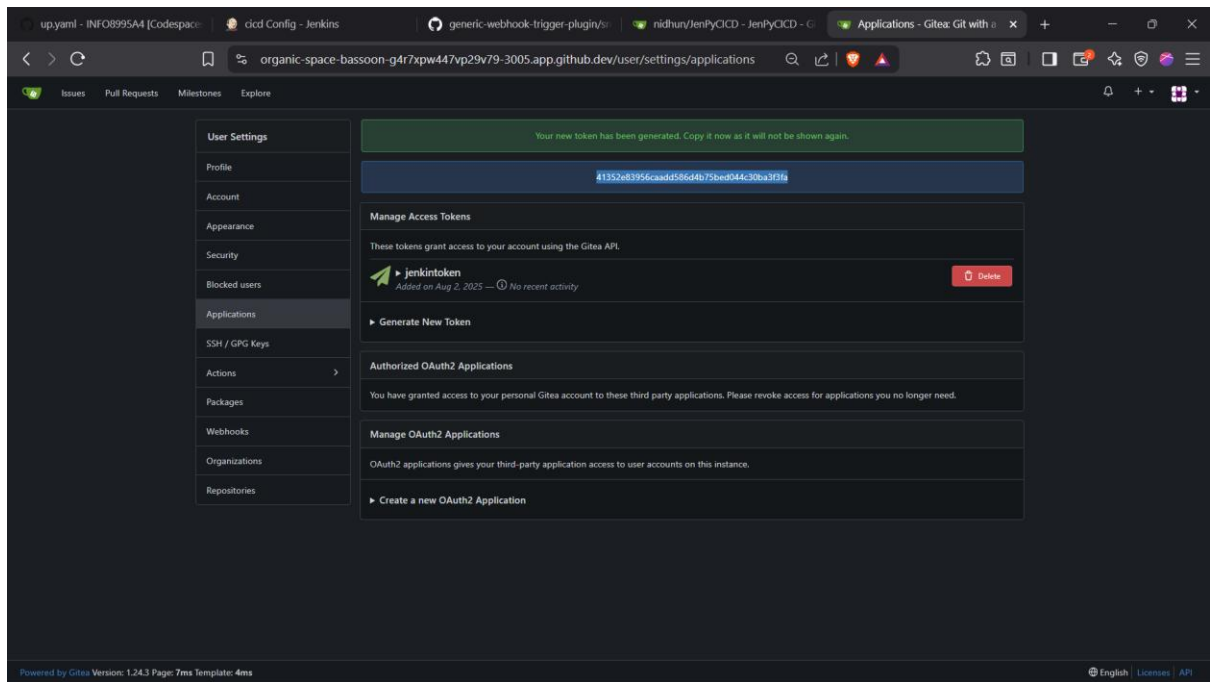 up.yaml - INFO8995A4 [Codespace
cicd Config - Jenkins
generic-webhook-trigger-plugin/sr
nidhun/JenPyCICD - JenPyCICD - G
Applications - Gitea: Git with a
organic-space-bassoon-g4r7xpw447vp29v79-3005.app.github.dev/user/settings/applications
Issues
Pull Requests
Milestones
Explore
User Settings
Profile
Account
Appearance
Security
Blocked users
Applications
SSH / GPG Keys
Actions
Packages
Webhooks
Organizations
Repositories
Your new token has been generated. Copy it now as it will not be shown again.
41352e83956caadd586d4b75bed044c30ba3f3fa
Manage Access Tokens
These tokens grant access to your account using the Gitea API.
jenkintoken
Added on Aug 2, 2025 — No recent activity
Delete
Generate New Token
Authorized OAuth2 Applications
You have granted access to your personal Gitea account to these third party applications. Please revoke access for applications you no longer need.
Manage OAuth2 Applications
OAuth2 applications gives your third-party application access to user accounts on this instance.
Create a new OAuth2 Application
Powered by Gitea Version: 1.24.3 Page: 7ms Template: 4ms
English
Licenses
API